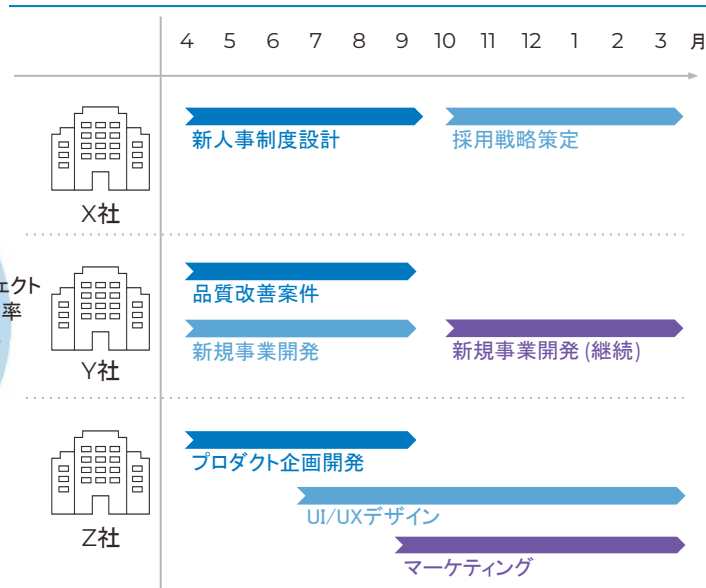 4 5 6 7 8 9 10 11 12 1 2 3 月
新人事制度設計 採用戦略策定
X社
品質改善案件
ェクト
率
新規事業開発 新規事業開発 (継続)
Y社
プロダクト企画開発
UI/UXデザイン
Z社
マーケティング